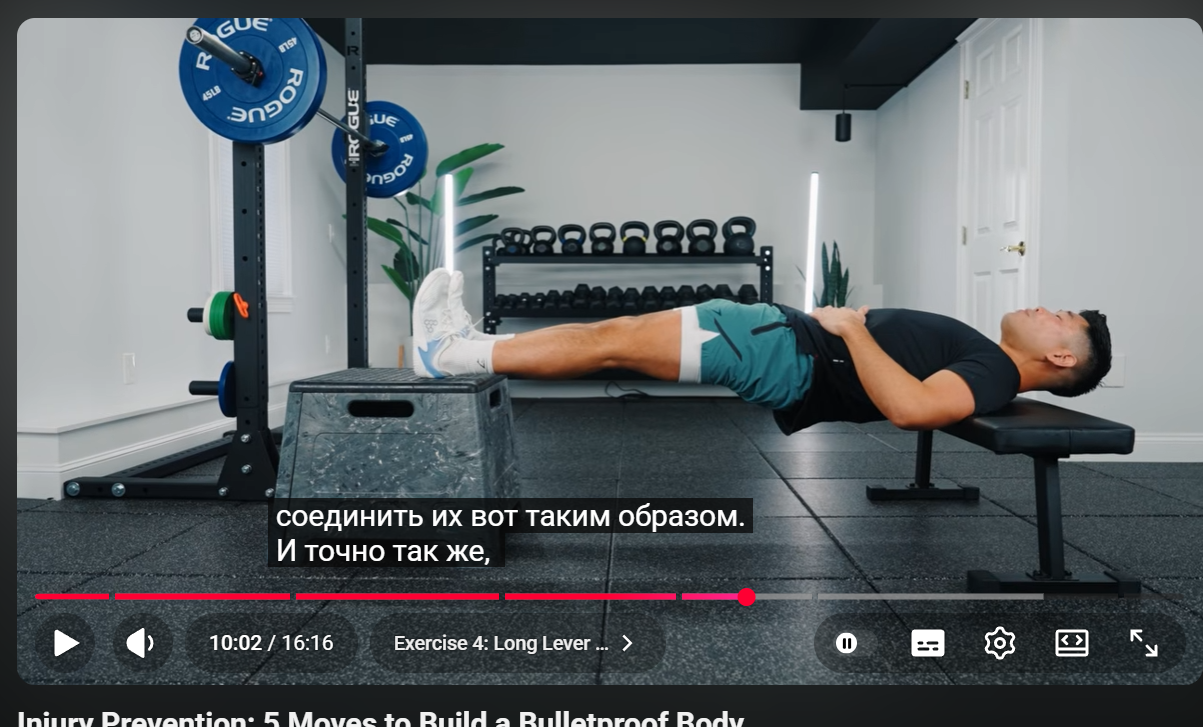 ROGUE
ROGUE
45LB
45LB
R
ROGUE
ROGUE
соединить их вот таким образом.
И точно так же,
10:02 / 16:16
Exercise 4: Long Lever ...
Injury Prevention: 5 Moves to Build a Bulletproof Body